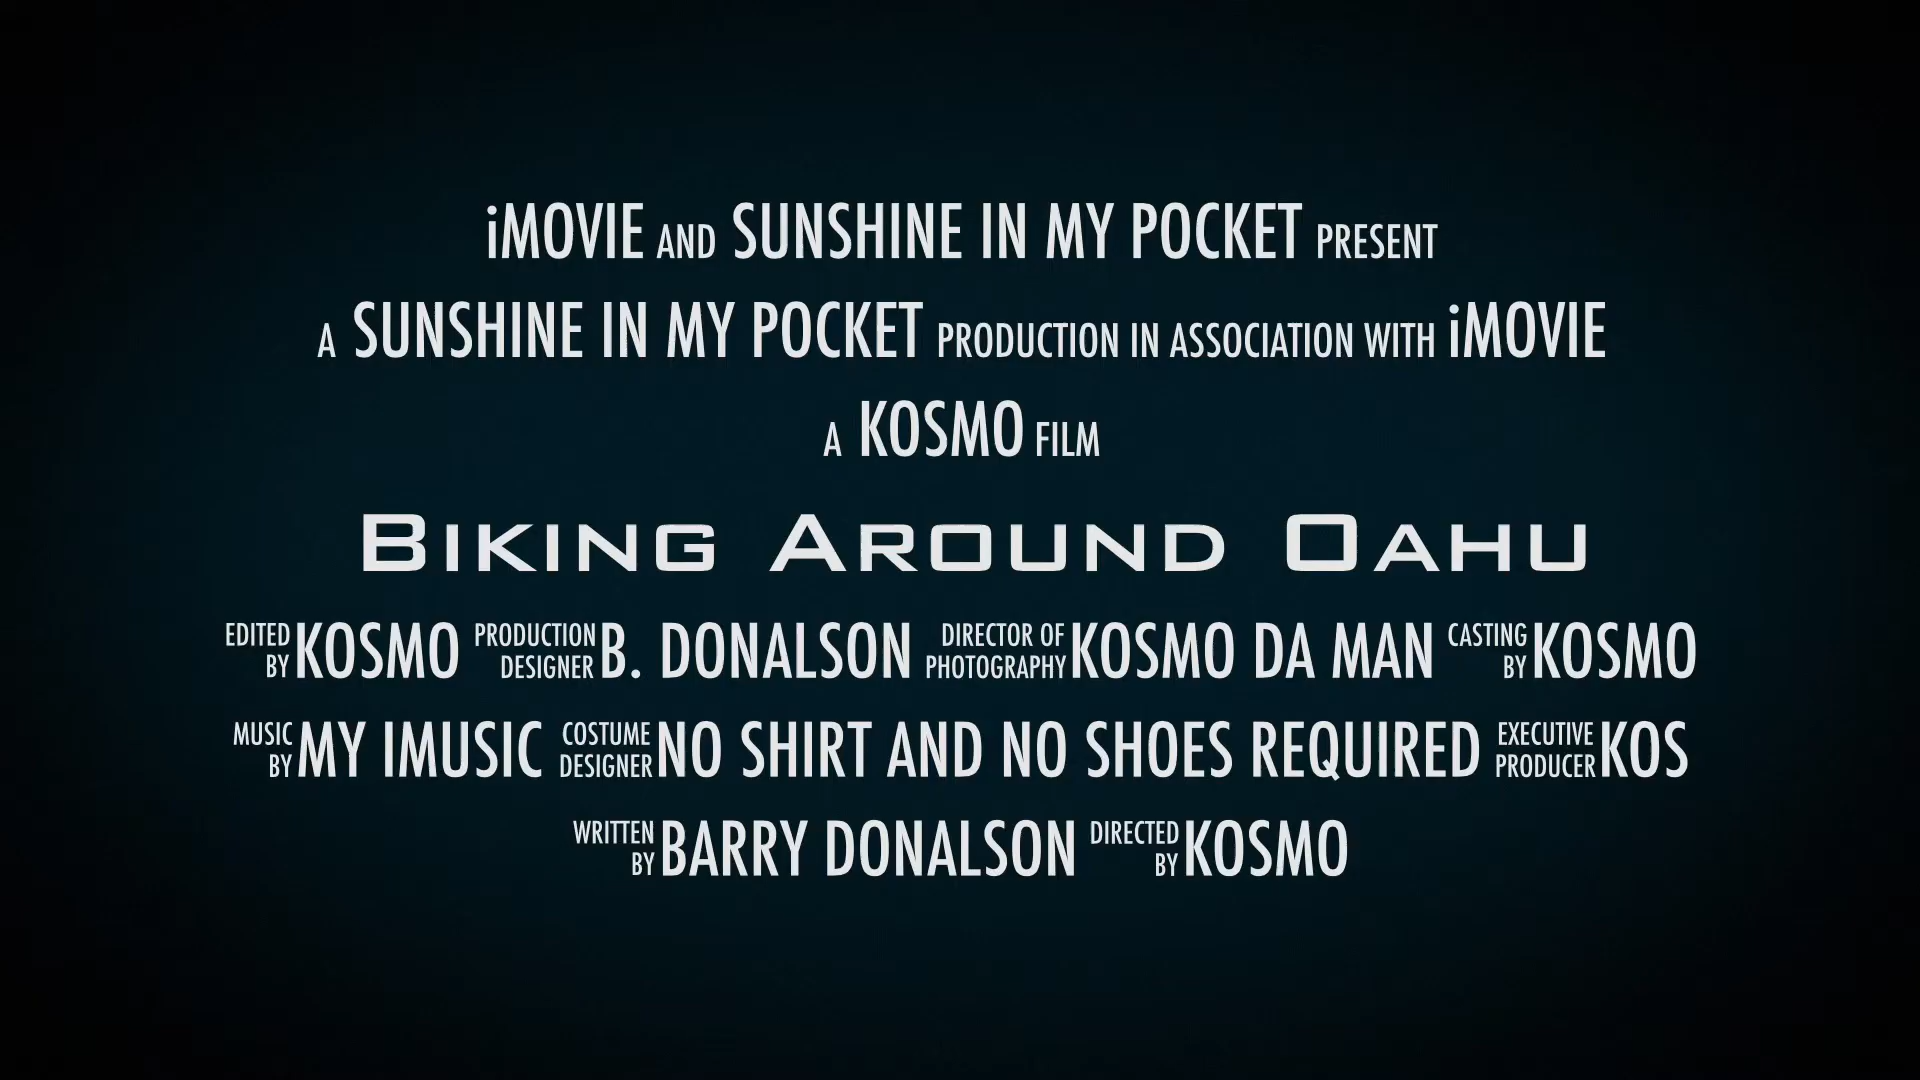 iMOVIE AND SUNSHINE IN MY POCKET PRESENT
A SUNSHINE IN MY POCKET PRODUCTION IN ASSOCIATION WITH iMOVIE
A KOSMO FILM
BIKING AROUND OAHU
EDITED BY KOSMO PRODUCTION DESIGNER B. DONALSON DIRECTOR OF PHOTOGRAPHY KOSMO DA MAN CASTING BY KOSMO
MUSIC BY MY IMUSIC COSTUME DESIGNER NO SHIRT AND NO SHOES REQUIRED EXECUTIVE PRODUCER KOS
WRITTEN BY BARRY DONALSON DIRECTED BY KOSMO